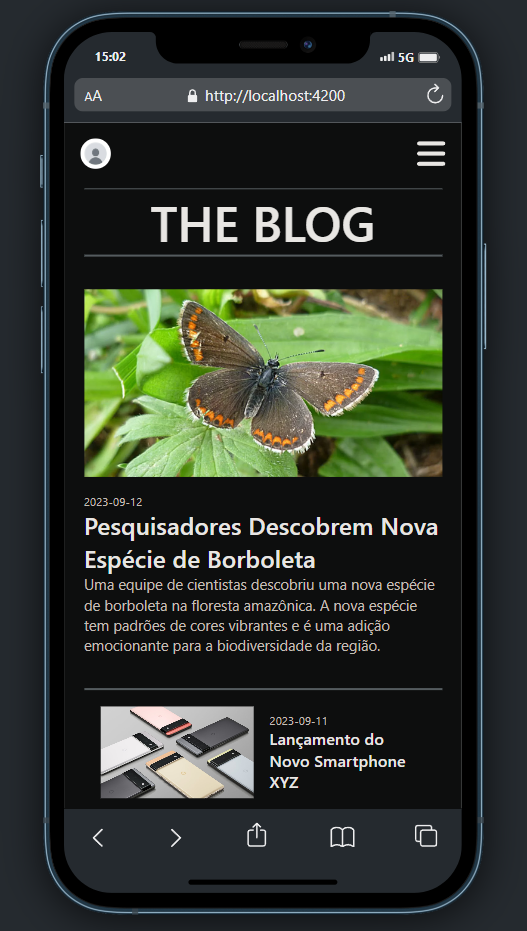 15:02
5G
AA
http://localhost:4200
THE BLOG
2023-09-12
Pesquisadores Descobrem Nova
Espécie de Borboleta
Uma equipe de cientistas descobriu uma nova espécie
de borboleta na floresta amazônica. A nova espécie
tem padrões de cores vibrantes e é uma adição
emocionante para a biodiversidade da região.
2023-09-11
Lançamento do
Novo Smartphone
XYZ